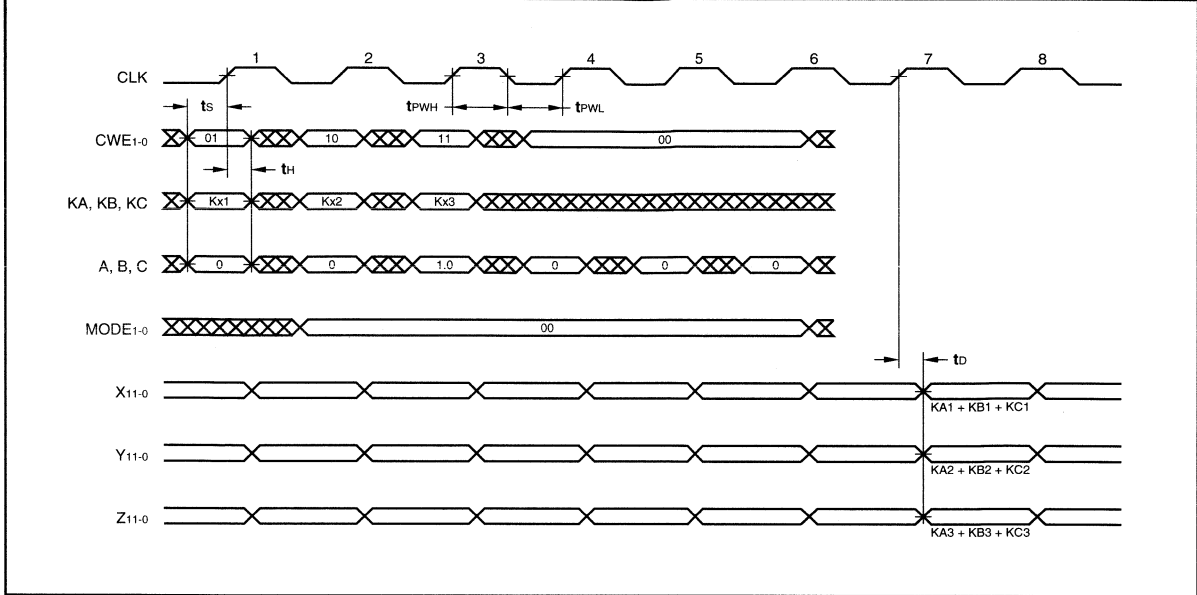 1 2 3 4 5 6 7 8
CLK
tS tPWH tPWL
CWE1-0 01 10 11 00
tH
KA, KB, KC Kx1 Kx2 Kx3
A, B, C 0 0 1.0 0 0 0
MODE1-0 00
tD
X11-0
KA1 + KB1 + KC1
Y11-0
KA2 + KB2 + KC2
Z11-0
KA3 + KB3 + KC3